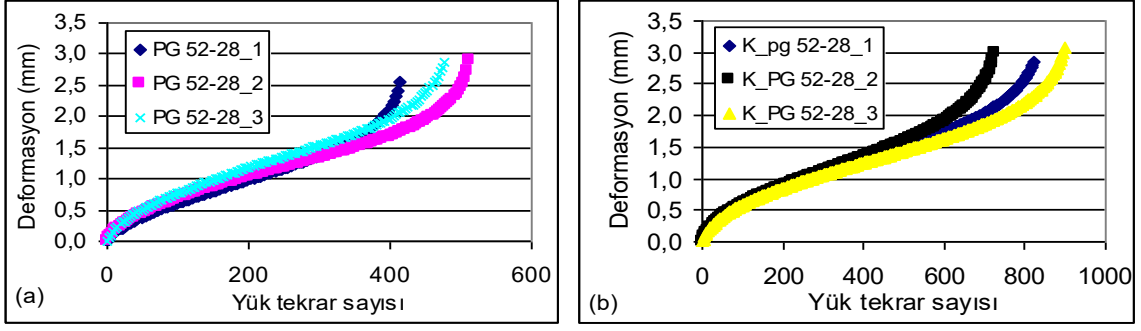 3,5
3,0
2,5
2,0
1,5
1,0
0,5
0,0
Deformasyon (mm)
PG 52-28_1
PG 52-28_2
PG 52-28_3
0 200 400 600
Yük tekrar sayısı
(a)
3,5
3,0
2,5
2,0
1,5
1,0
0,5
0,0
Deformasyon (mm)
K_pg 52-28_1
K_PG 52-28_2
K_PG 52-28_3
0 200 400 600 800 1000
Yük tekrar sayısı
(b)